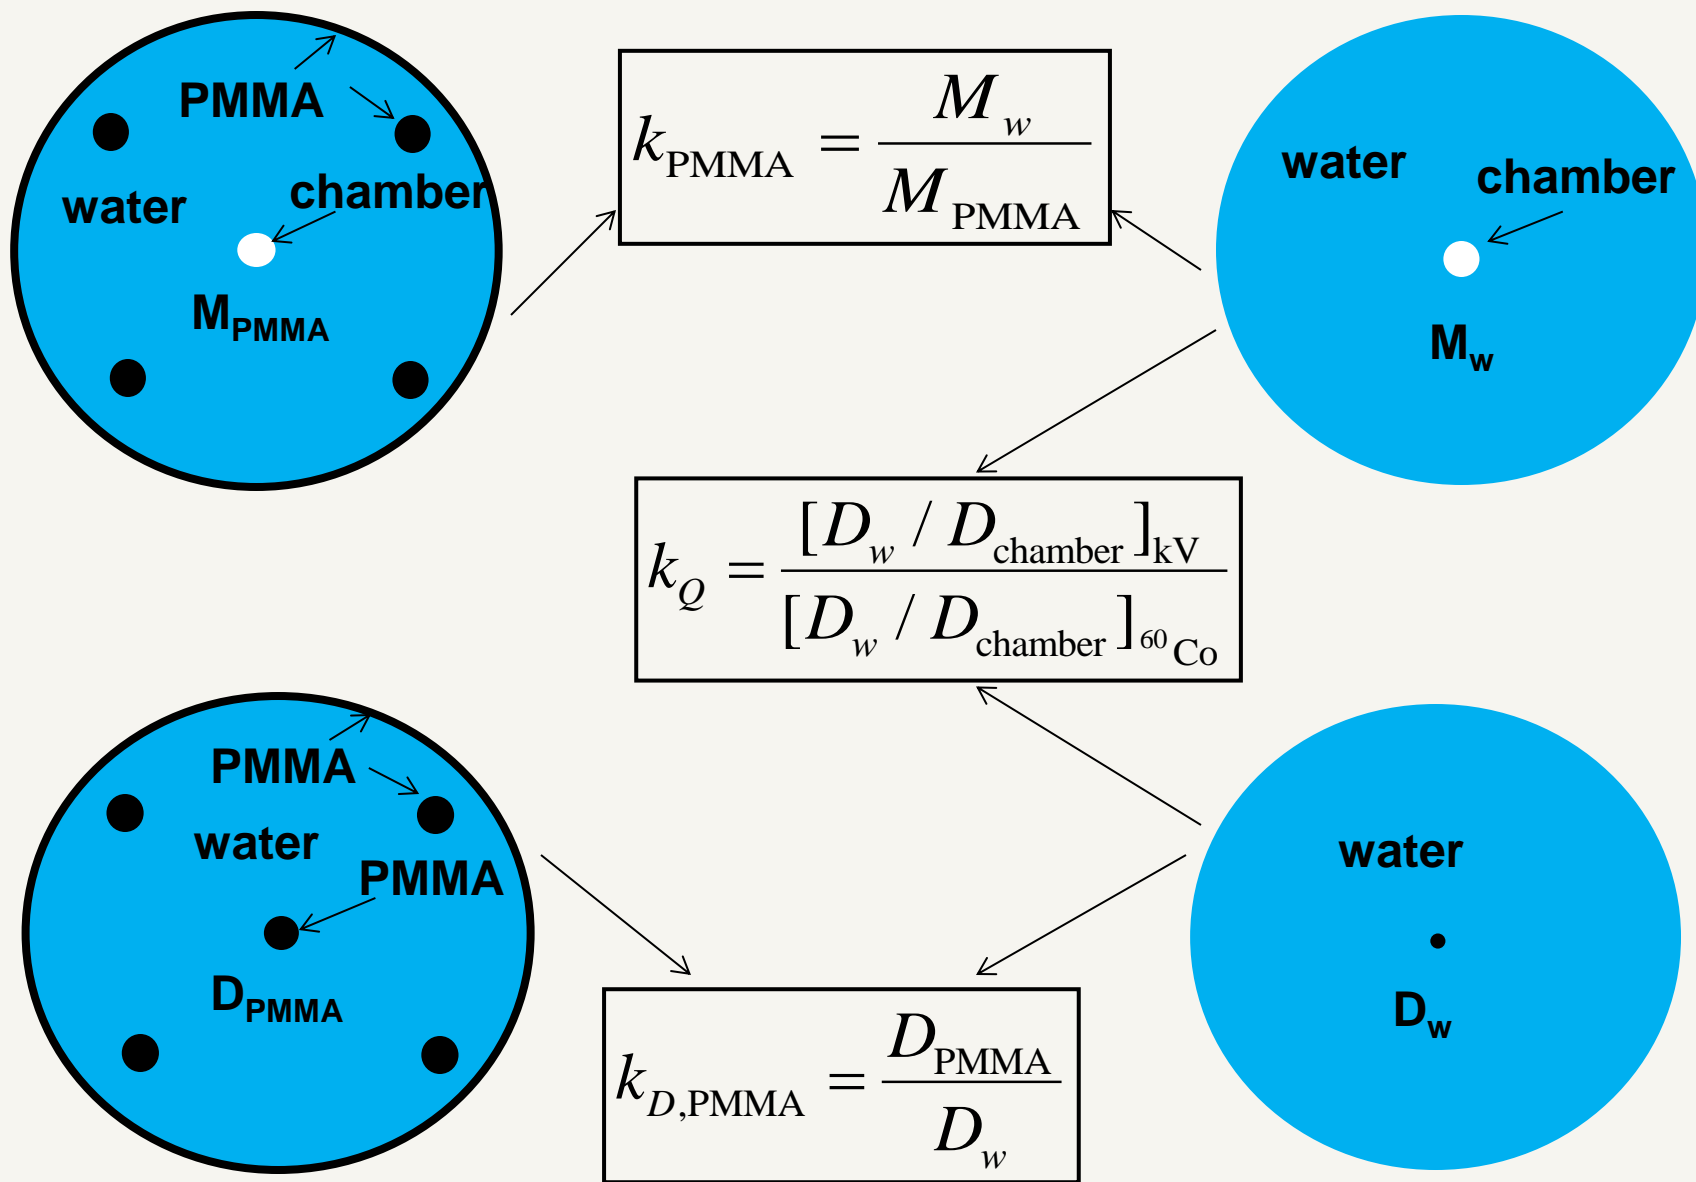 PMMA
water
chamber
M_PMMA
k_PMMA = M_w / M_PMMA
water
chamber
M_w
k_Q = [D_w / D_chamber]_kV / [D_w / D_chamber]_60Co
PMMA
water
PMMA
D_PMMA
k_D,PMMA = D_PMMA / D_w
water
D_w